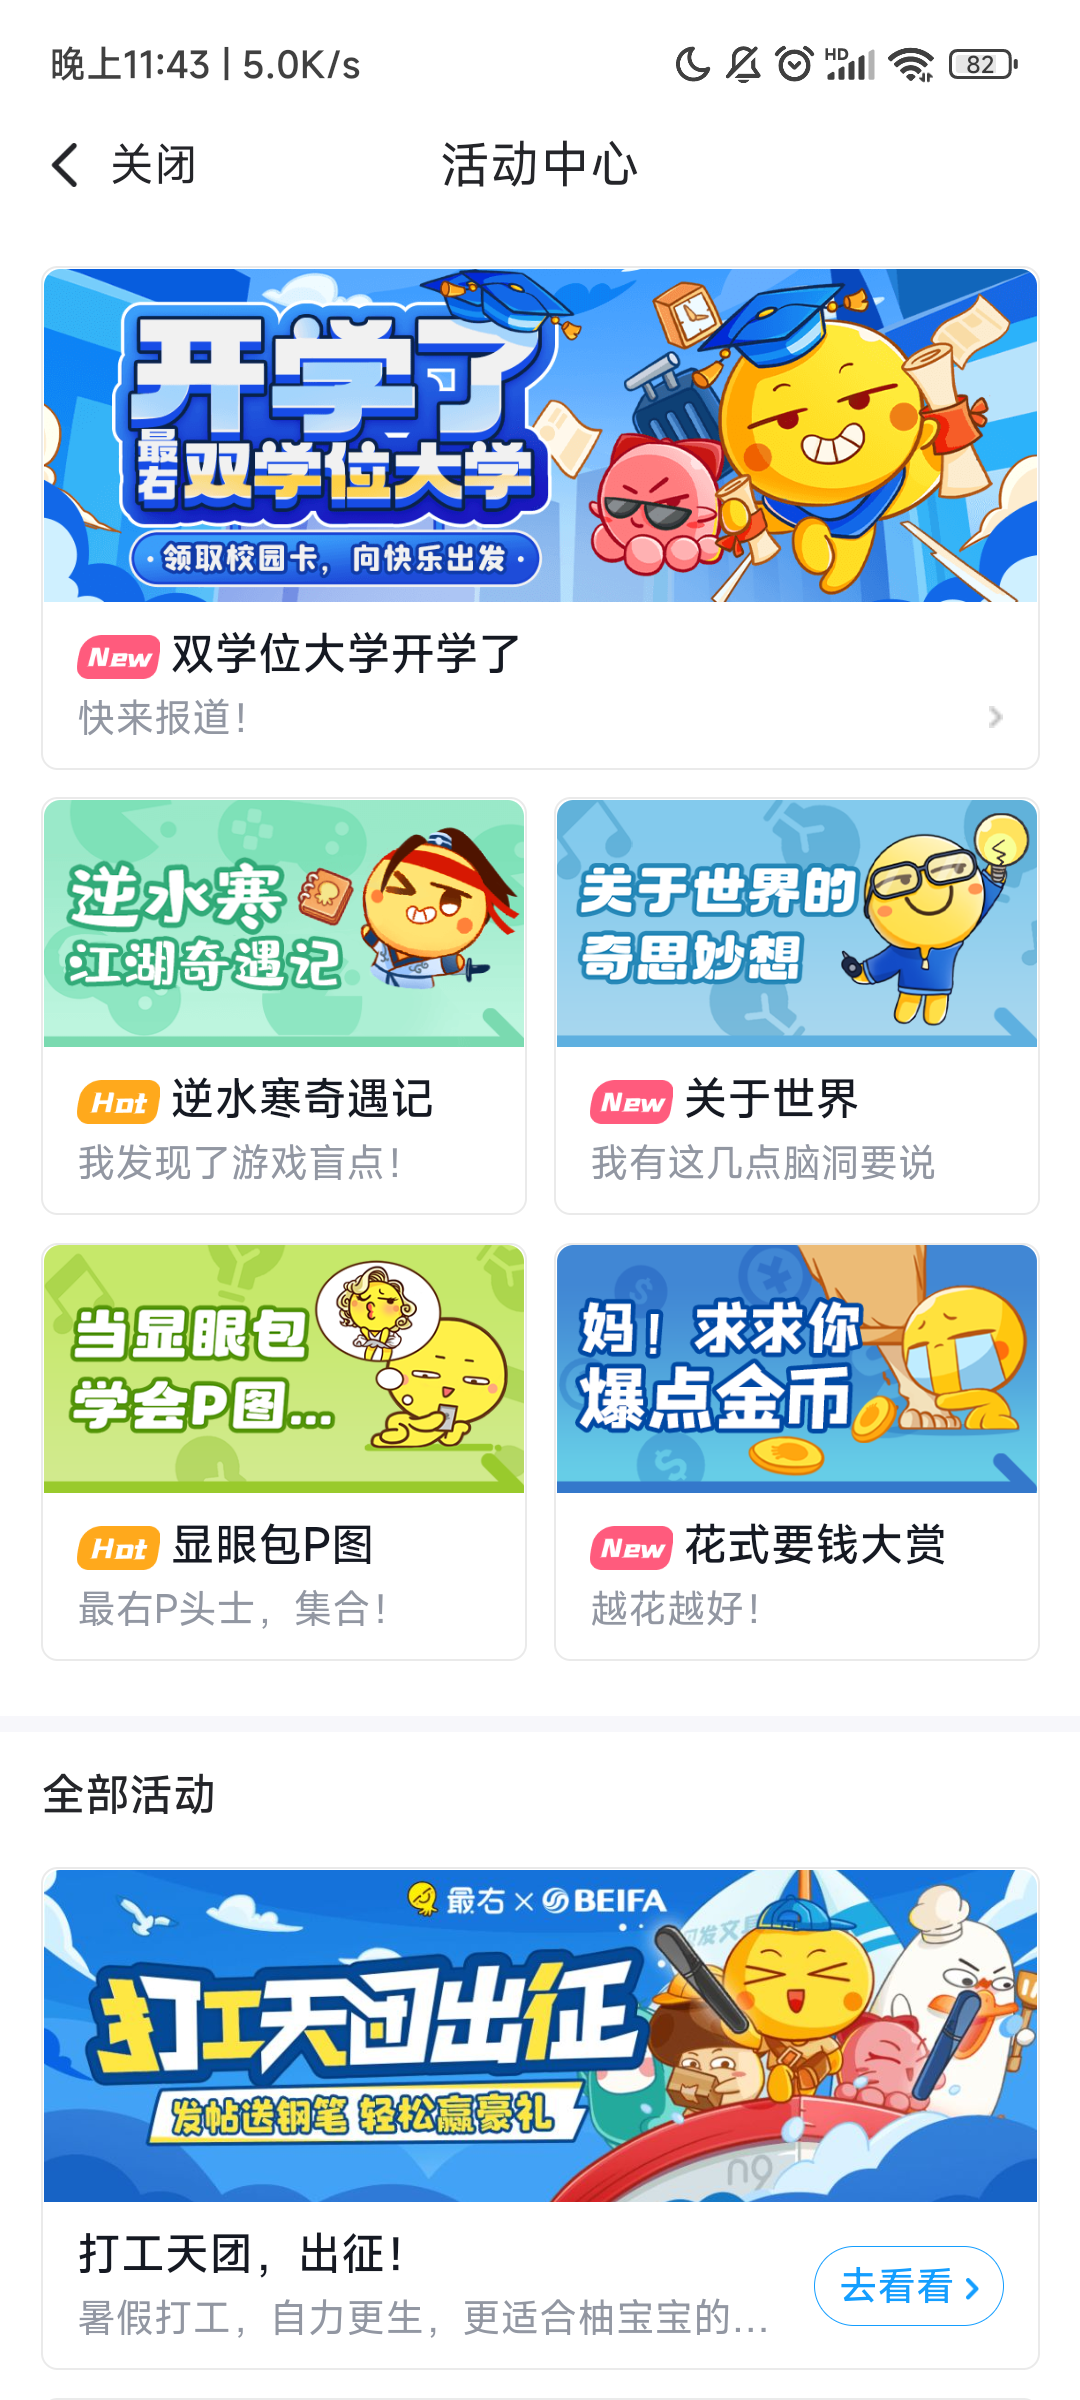 晚上11:43 | 5.0K/s
HD
82
关闭
活动中心
开学了
最右
双学位大学
·领取校园卡，向快乐出发·
New 双学位大学开学了
快来报道！
逆水寒
江湖奇遇记
Hot 逆水寒奇遇记
我发现了游戏盲点！
关于世界的
奇思妙想
New 关于世界
我有这几点脑洞要说
当显眼包
学会P图...
Hot 显眼包P图
最右P头士，集合！
妈！求求你
爆点金币
New 花式要钱大赏
越花越好！
全部活动
最右×BEIFA
打工天团出征
发帖送钢笔 轻松赢豪礼
打工天团，出征！
暑假打工，自力更生，更适合柚宝宝的...
去看看